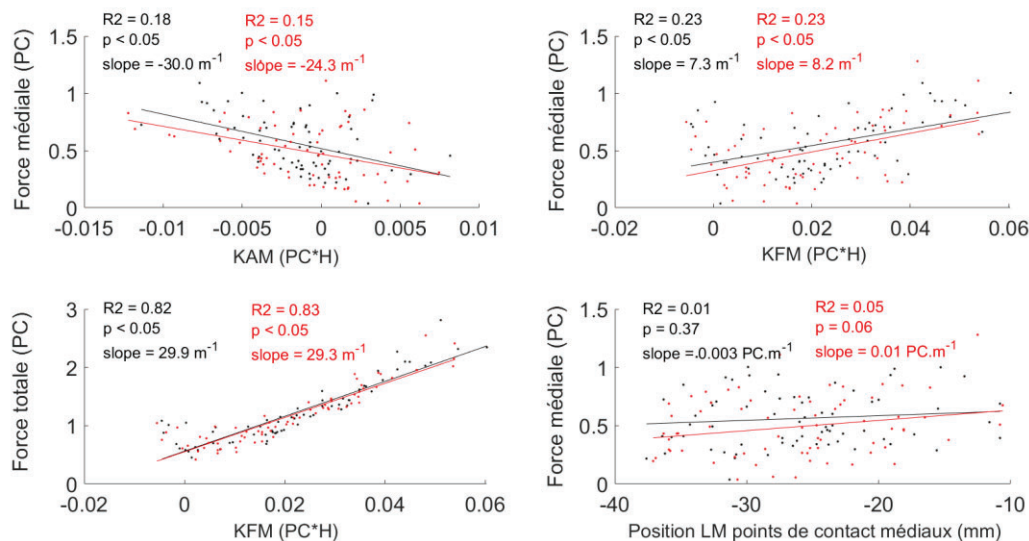 R2 = 0.18
p < 0.05
slope = -30.0 m-1
R2 = 0.15
p < 0.05
slope = -24.3 m-1
Force médiale (PC)
1.5
1
0.5
0
-0.015 -0.01 -0.005 0 0.005 0.01
KAM (PC*H)
R2 = 0.23
p < 0.05
slope = 7.3 m-1
R2 = 0.23
p < 0.05
slope = 8.2 m-1
Force médiale (PC)
1.5
1
0.5
0
-0.02 0 0.02 0.04 0.06
KFM (PC*H)
R2 = 0.82
p < 0.05
slope = 29.9 m-1
R2 = 0.83
p < 0.05
slope = 29.3 m-1
Force totale (PC)
3
2
1
0
-0.02 0 0.02 0.04 0.06
KFM (PC*H)
R2 = 0.01
p = 0.37
slope =-0.003 PC.m-1
R2 = 0.05
p = 0.06
slope = 0.01 PC.m-1
Force médiale (PC)
1.5
1
0.5
0
-40 -30 -20 -10
Position LM points de contact médiaux (mm)